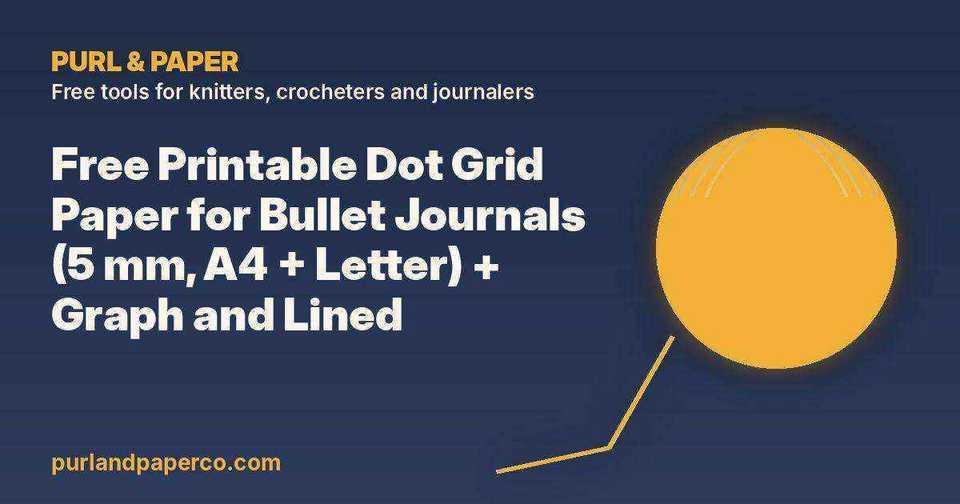 PURL & PAPER
Free tools for knitters, crocheters and journalers
Free Printable Dot Grid
Paper for Bullet Journals
(5 mm, A4 + Letter) +
Graph and Lined
purlandpaperco.com